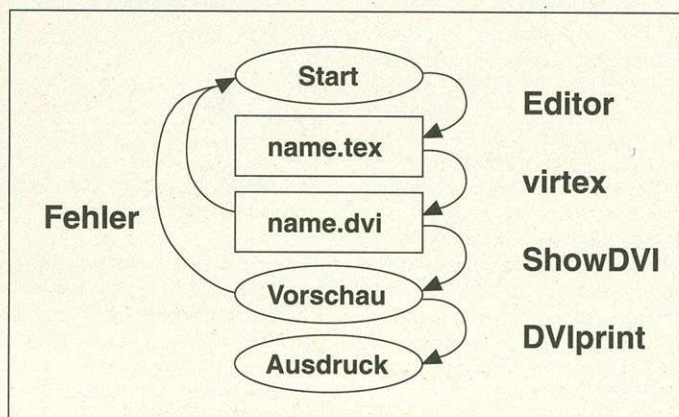 Start
Editor
name.tex
virtex
Fehler
name.dvi
ShowDVI
Vorschau
DVIprint
Ausdruck